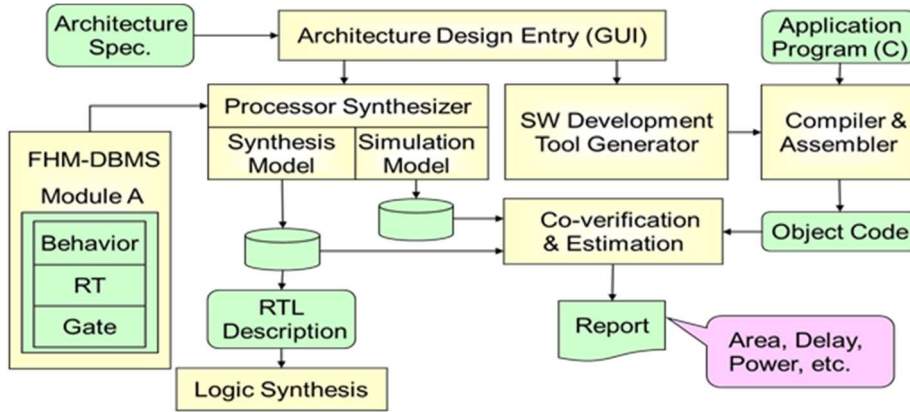 Architecture
Spec.
Architecture Design Entry (GUI)
Application
Program (C)
Processor Synthesizer
Synthesis
Model
Simulation
Model
SW Development
Tool Generator
Compiler &
Assembler
FHM-DBMS
Module A
Behavior
RT
Gate
Co-verification
& Estimation
Object Code
RTL
Description
Report
Area, Delay,
Power, etc.
Logic Synthesis